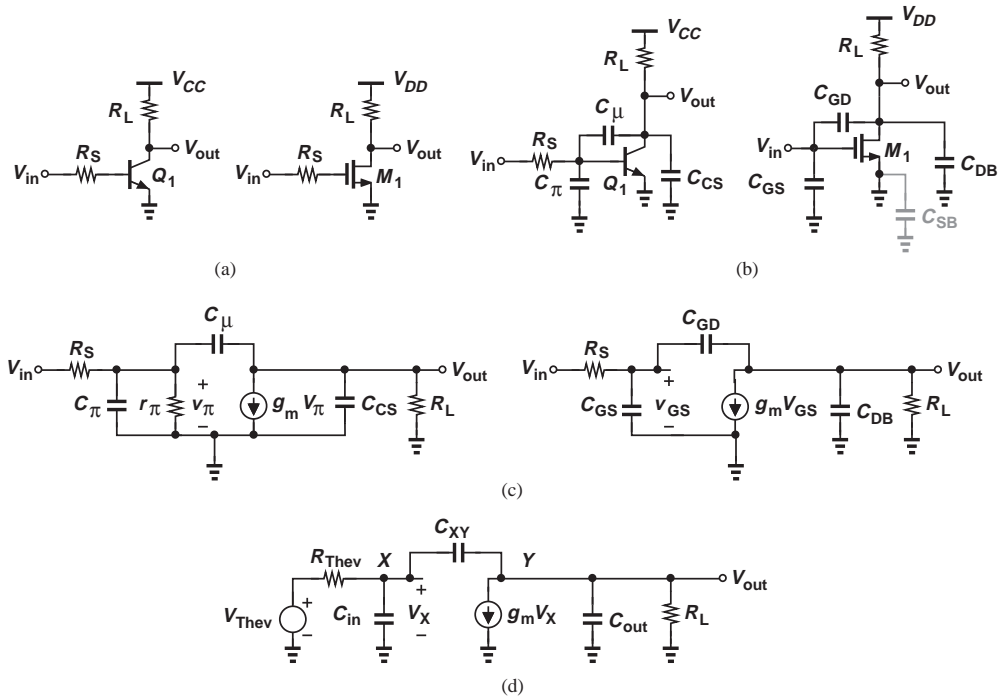 V_CC
R_L
V_out
R_S
V_in
Q_1
V_DD
R_L
V_out
R_S
V_in
M_1
(a)
V_CC
R_L
V_out
C_μ
R_S
V_in
C_π
Q_1
C_CS
V_DD
R_L
V_out
C_GD
V_in
M_1
C_GS
C_DB
C_SB
(b)
C_μ
R_S
V_in
V_out
C_π
r_π
+
v_π
−
g_m V_π
C_CS
R_L
C_GD
R_S
V_in
V_out
C_GS
+
v_GS
−
g_m V_GS
C_DB
R_L
(c)
C_XY
R_Thev
X
Y
V_out
V_Thev
+
−
C_in
+
V_X
−
g_m V_X
C_out
R_L
(d)